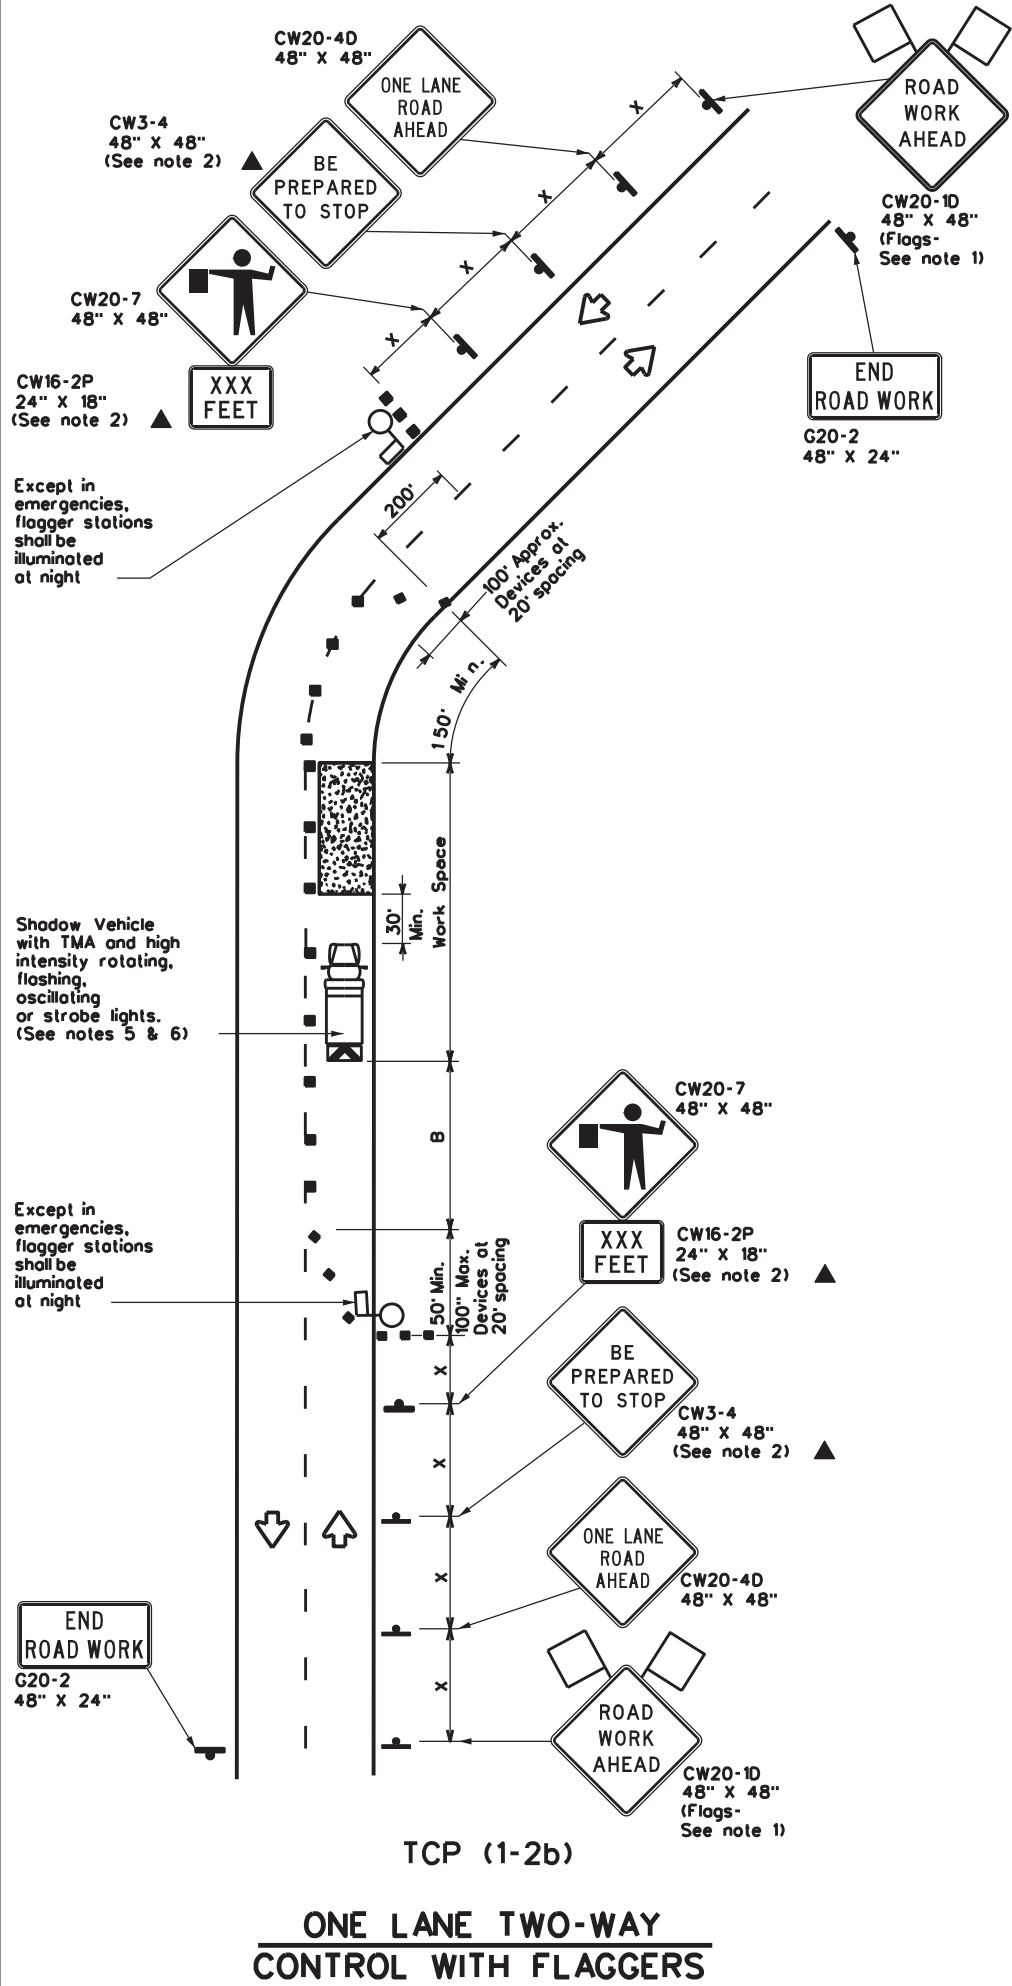 CW20-4D
48" X 48"
ONE LANE
ROAD
AHEAD
ROAD
WORK
AHEAD
CW20-1D
48" X 48"
(Flags-
See note 1)
CW3-4
48" X 48"
(See note 2)
BE
PREPARED
TO STOP
X
X
X
X
CW20-7
48" X 48"
CW16-2P
24" X 18"
(See note 2)
XXX
FEET
END
ROAD WORK
G20-2
48" X 24"
Except in
emergencies,
flagger stations
shall be
illuminated
at night
200'
100' Approx.
Devices at
20' spacing
150' Min.
Work Space
30'
Min.
Shadow Vehicle
with TMA and high
intensity rotating,
flashing,
oscillating
or strobe lights.
(See notes 5 & 6)
B
CW20-7
48" X 48"
XXX
FEET
CW16-2P
24" X 18"
(See note 2)
Except in
emergencies,
flagger stations
shall be
illuminated
at night
50' Min.
100" Max.
Devices at
20' spacing
X
BE
PREPARED
TO STOP
CW3-4
48" X 48"
(See note 2)
X
ONE LANE
ROAD
AHEAD
CW20-4D
48" X 48"
X
END
ROAD WORK
G20-2
48" X 24"
X
ROAD
WORK
AHEAD
CW20-1D
48" X 48"
(Flags-
See note 1)
TCP (1-2b)
ONE LANE TWO-WAY
CONTROL WITH FLAGGERS